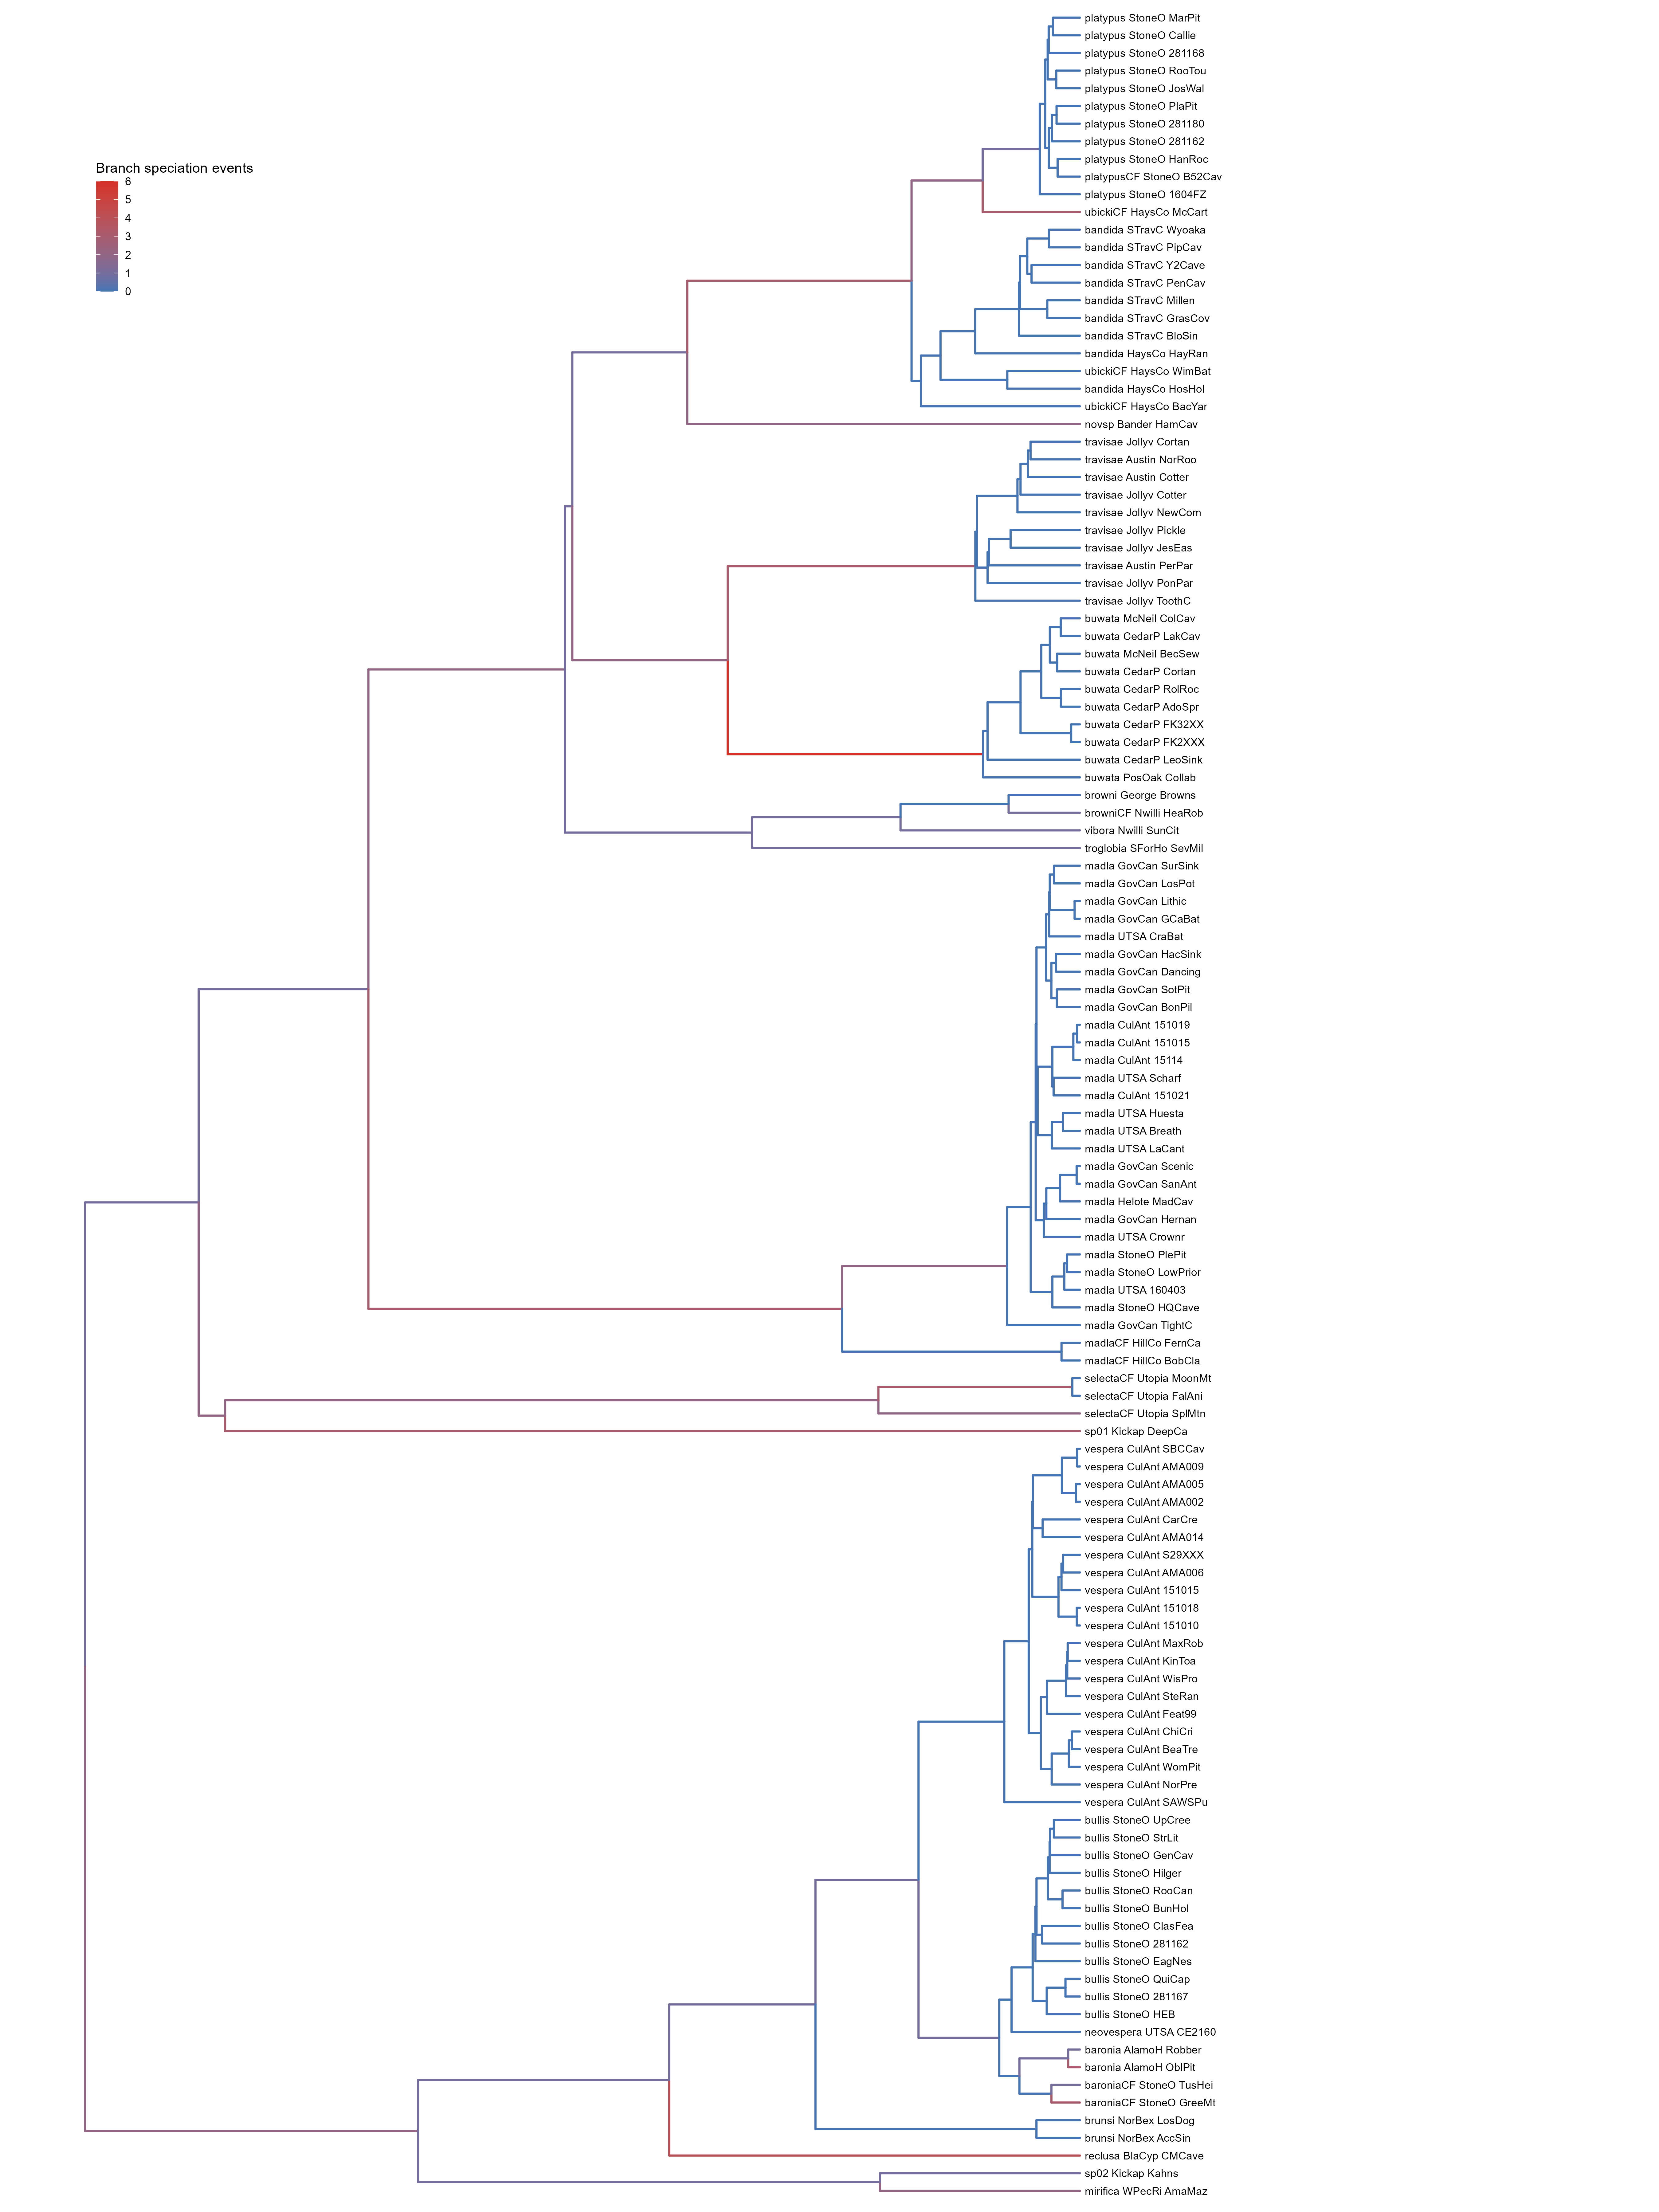 platypus StoneO MarPit
platypus StoneO Callie
platypus StoneO 281168
platypus StoneO RooTou
platypus StoneO JosWal
platypus StoneO PlaPit
platypus StoneO 281180
platypus StoneO 281162
platypus StoneO HanRoc
Branch speciation events
6
5
4
3
2
1
0
platypusCF StoneO B52Cav
platypus StoneO 1604FZ
ubickiCF HaysCo McCart
bandida STravC Wyoaka
bandida STravC PipCav
bandida STravC Y2Cave
bandida STravC PenCav
bandida STravC Millen
bandida STravC GrasCov
bandida STravC BloSin
bandida HaysCo HayRan
ubickiCF HaysCo WimBat
bandida HaysCo HosHol
ubickiCF HaysCo BacYar
novsp Bander HamCav
travisae Jollyv Cortan
travisae Austin NorRoo
travisae Austin Cotter
travisae Jollyv Cotter
travisae Jollyv NewCom
travisae Jollyv Pickle
travisae Jollyv JesEas
travisae Austin PerPar
travisae Jollyv PonPar
travisae Jollyv ToothC
buwata McNeil ColCav
buwata CedarP LakCav
buwata McNeil BecSew
buwata CedarP Cortan
buwata CedarP RolRoc
buwata CedarP AdoSpr
buwata CedarP FK32XX
buwata CedarP FK2XXX
buwata CedarP LeoSink
buwata PosOak Collab
browni George Browns
browniCF Nwilli HeaRob
vibora Nwilli SunCit
troglobia SForHo SevMil
madla GovCan SurSink
madla GovCan LosPot
madla GovCan Lithic
madla GovCan GCaBat
madla UTSA CraBat
madla GovCan HacSink
madla GovCan Dancing
madla GovCan SotPit
madla GovCan BonPil
madla CulAnt 151019
madla CulAnt 151015
madla CulAnt 15114
madla UTSA Scharf
madla CulAnt 151021
madla UTSA Huesta
madla UTSA Breath
madla UTSA LaCant
madla GovCan Scenic
madla GovCan SanAnt
madla Helote MadCav
madla GovCan Hernan
madla UTSA Crownr
madla StoneO PlePit
madla StoneO LowPrior
madla UTSA 160403
madla StoneO HQCave
madla GovCan TightC
madlaCF HillCo FernCa
madlaCF HillCo BobCla
selectaCF Utopia MoonMt
selectaCF Utopia FalAni
selectaCF Utopia SplMtn
sp01 Kickap DeepCa
vespera CulAnt SBCCav
vespera CulAnt AMA009
vespera CulAnt AMA005
vespera CulAnt AMA002
vespera CulAnt CarCre
vespera CulAnt AMA014
vespera CulAnt S29XXX
vespera CulAnt AMA006
vespera CulAnt 151015
vespera CulAnt 151018
vespera CulAnt 151010
vespera CulAnt MaxRob
vespera CulAnt KinToa
vespera CulAnt WisPro
vespera CulAnt SteRan
vespera CulAnt Feat99
vespera CulAnt ChiCri
vespera CulAnt BeaTre
vespera CulAnt WomPit
vespera CulAnt NorPre
vespera CulAnt SAWSPu
bullis StoneO UpCree
bullis StoneO StrLit
bullis StoneO GenCav
bullis StoneO Hilger
bullis StoneO RooCan
bullis StoneO BunHol
bullis StoneO ClasFea
bullis StoneO 281162
bullis StoneO EagNes
bullis StoneO QuiCap
bullis StoneO 281167
bullis StoneO HEB
neovespera UTSA CE2160
baronia AlamoH Robber
baronia AlamoH OblPit
baroniaCF StoneO TusHei
baroniaCF StoneO GreeMt
brunsi NorBex LosDog
brunsi NorBex AccSin
reclusa BlaCyp CMCave
sp02 Kickap Kahns
mirifica WPecRi AmaMaz